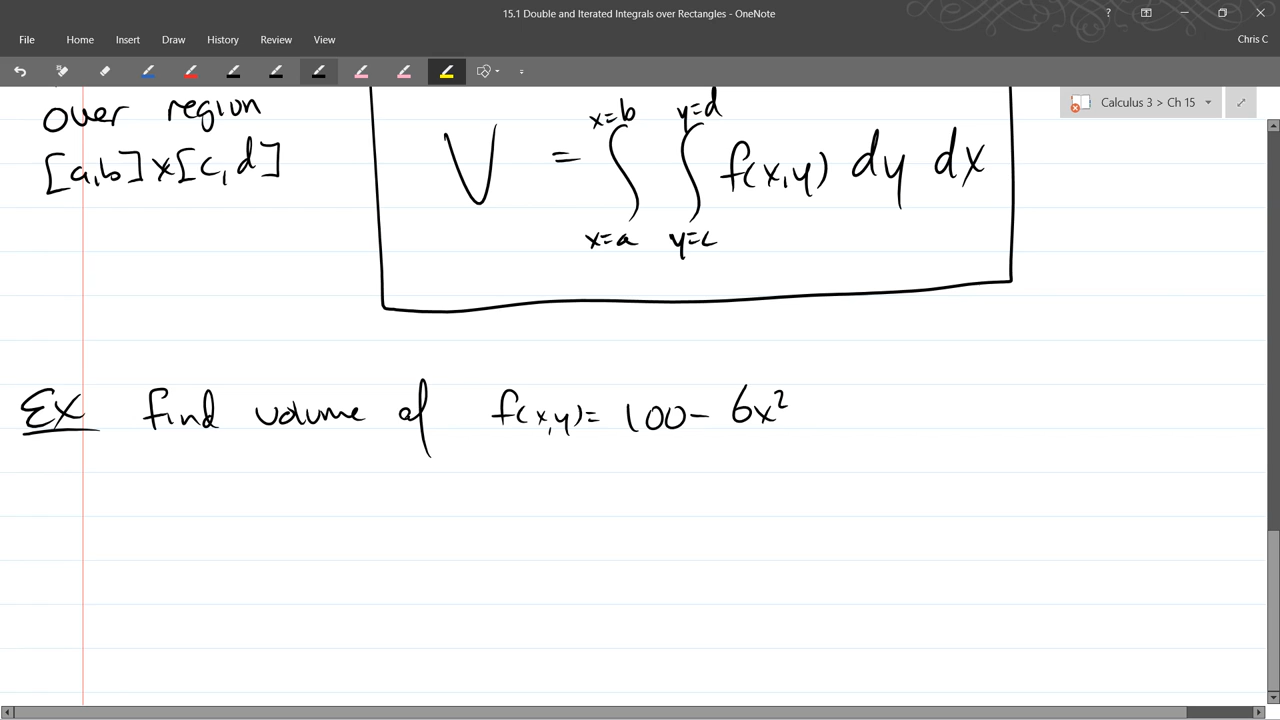 15.1 Double and Iterated Integrals over Rectangles - OneNote
File Home Insert Draw History Review View
Chris C
Calculus 3 > Ch 15
over region
[a,b]x[c,d]
x=b y=d
V = ∫ ∫ f(x,y) dy dx
x=a y=c
Ex find volume of f(x,y)= 100- 6x²